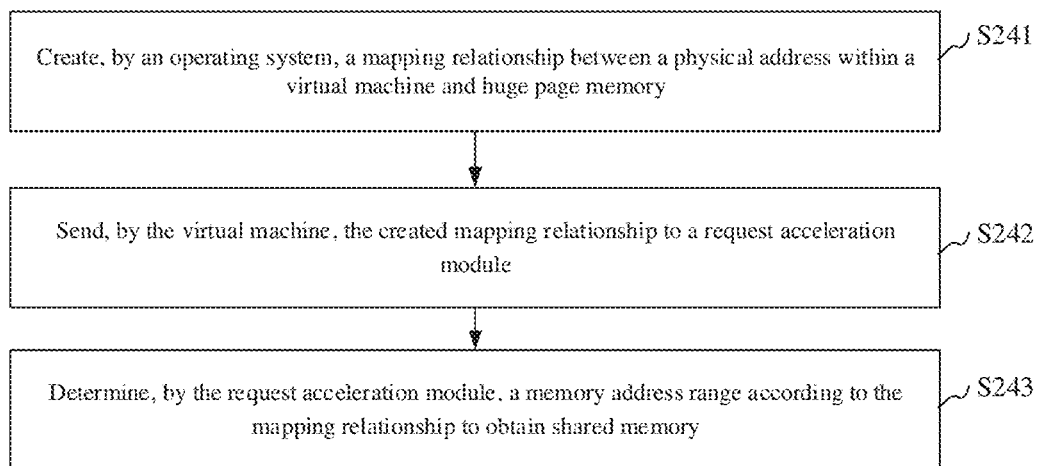 Create, by an operating system, a mapping relationship between a physical address within a
virtual machine and huge page memory
S241
Send, by the virtual machine, the created mapping relationship to a request acceleration
module
S242
Determine, by the request acceleration module, a memory address range according to the
mapping relationship to obtain shared memory
S243